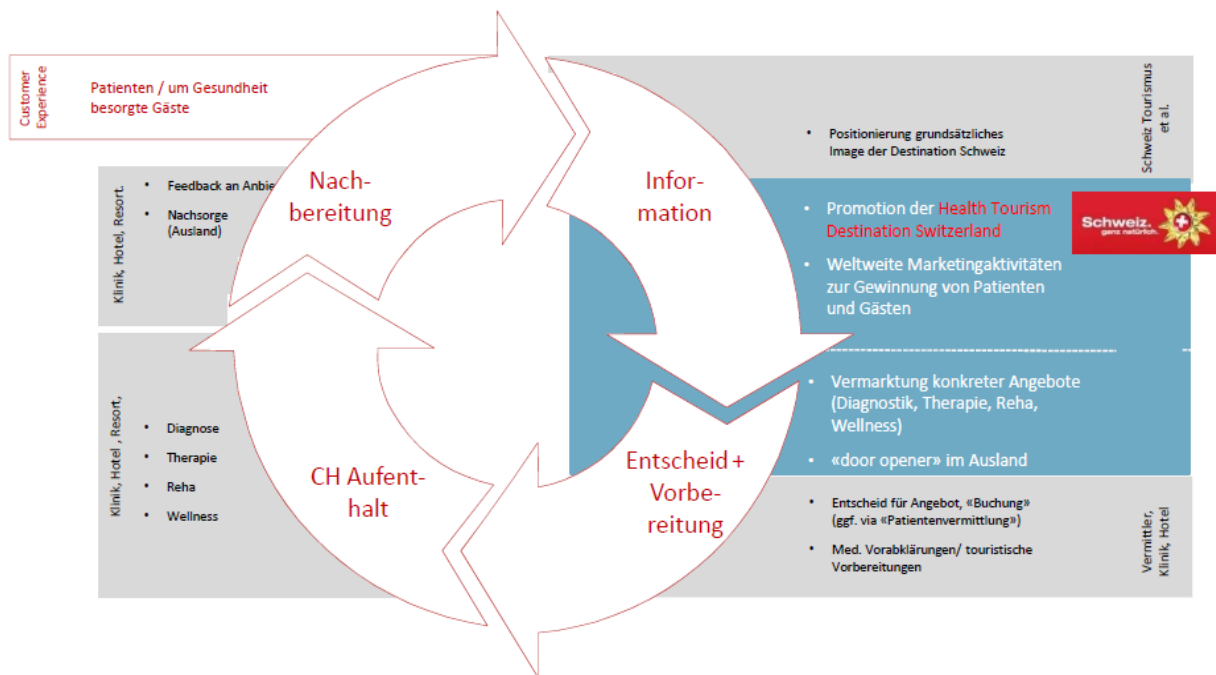 Customer
Experience
Patienten / um Gesundheit
besorgte Gäste
Schweiz Tourismus
et al.
Positionierung grundsätzliches
Image der Destination Schweiz
Nach-
bereitung
Infor-
mation
Klinik, Hotel, Resort.
• Feedback an Anbie
• Nachsorge
(Ausland)
• Promotion der Health Tourism
Destination Switzerland
Schweiz.
ganz natürlich.
• Weltweite Marketingaktivitäten
zur Gewinnung von Patienten
und Gästen
• Vermarktung konkreter Angebote
(Diagnostik, Therapie, Reha,
Wellness)
• «door opener» im Ausland
Klinik, Hotel , Resort,
• Diagnose
• Therapie
• Reha
• Wellness
CH Aufent-
halt
Entscheid +
Vorbe-
reitung
• Entscheid für Angebot, «Buchung»
(ggf. via «Patientenvermittlung»)
• Med. Vorabklärungen/ touristische
Vorbereitungen
Vermittler,
Klinik, Hotel